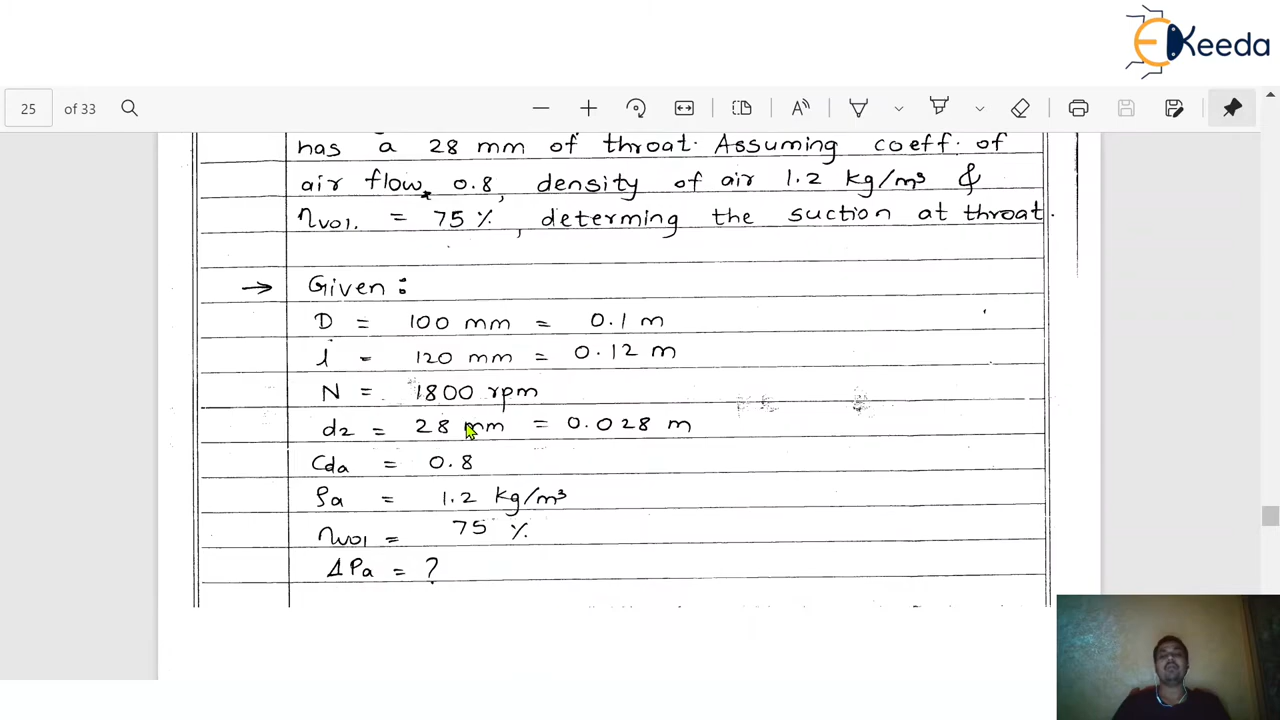 EKeeda
25 of 33
has a 28 mm of throat. Assuming coeff. of
air flow 0.8, density of air 1.2 kg/m³ &
ηvol. = 75 %, determing the suction at throat.
→ Given :
D = 100 mm = 0.1 m
l = 120 mm = 0.12 m
N = 1800 rpm
d2 = 28 mm = 0.028 m
Cda = 0.8
ρa = 1.2 kg/m³
ηvol = 75 %
ΔPa = ?